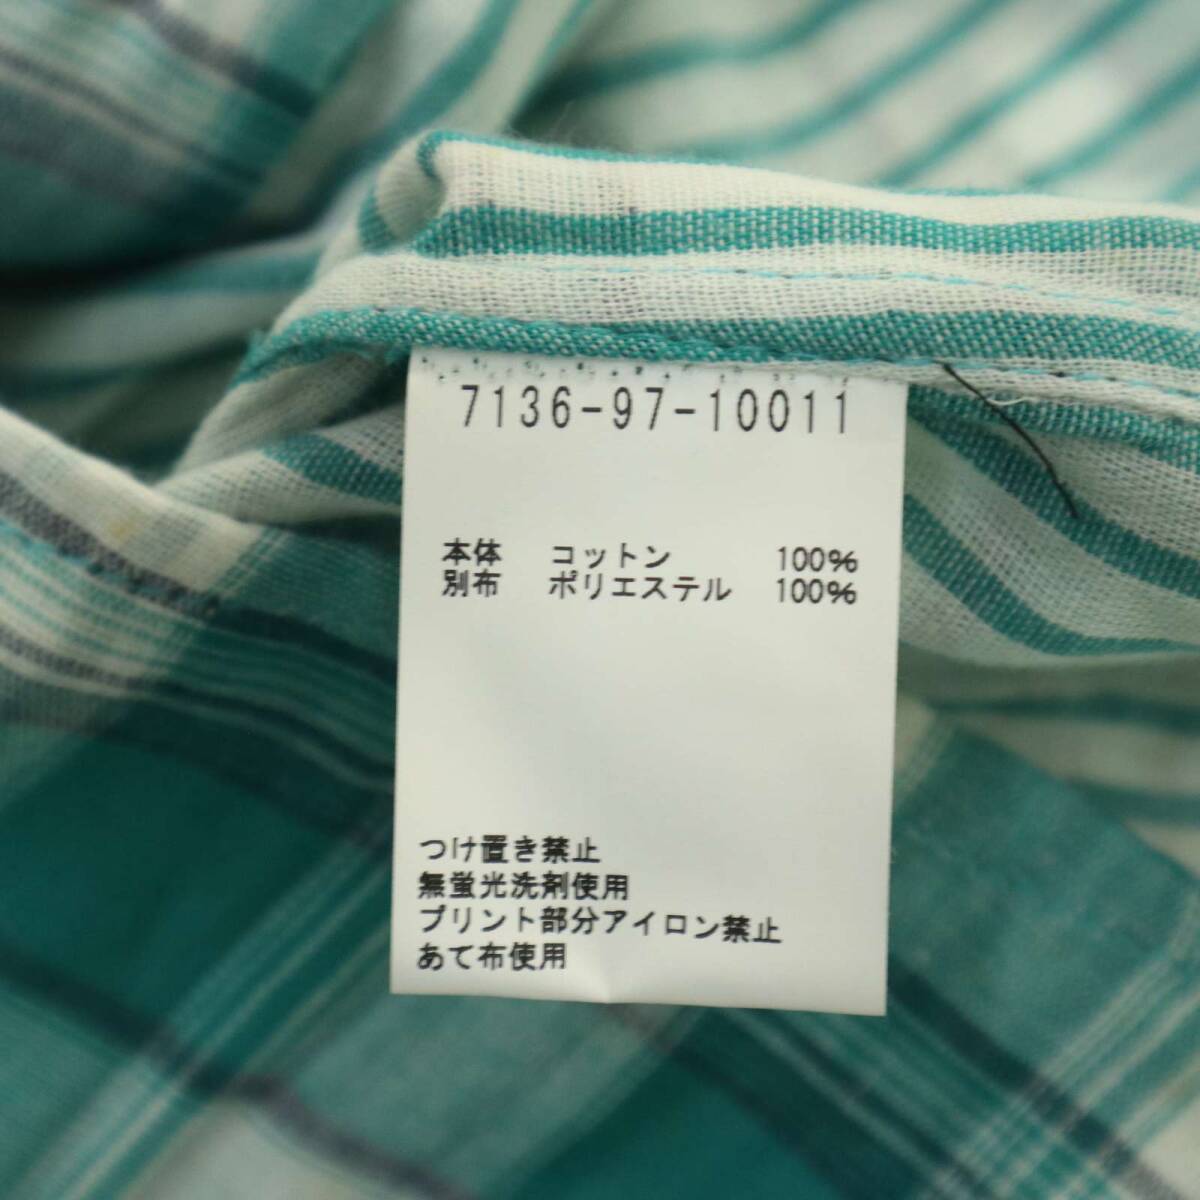 7136-97-10011
本体 コットン 100%
別布 ポリエステル 100%
つけ置き禁止
無蛍光洗剤使用
プリント部分アイロン禁止
あて布使用